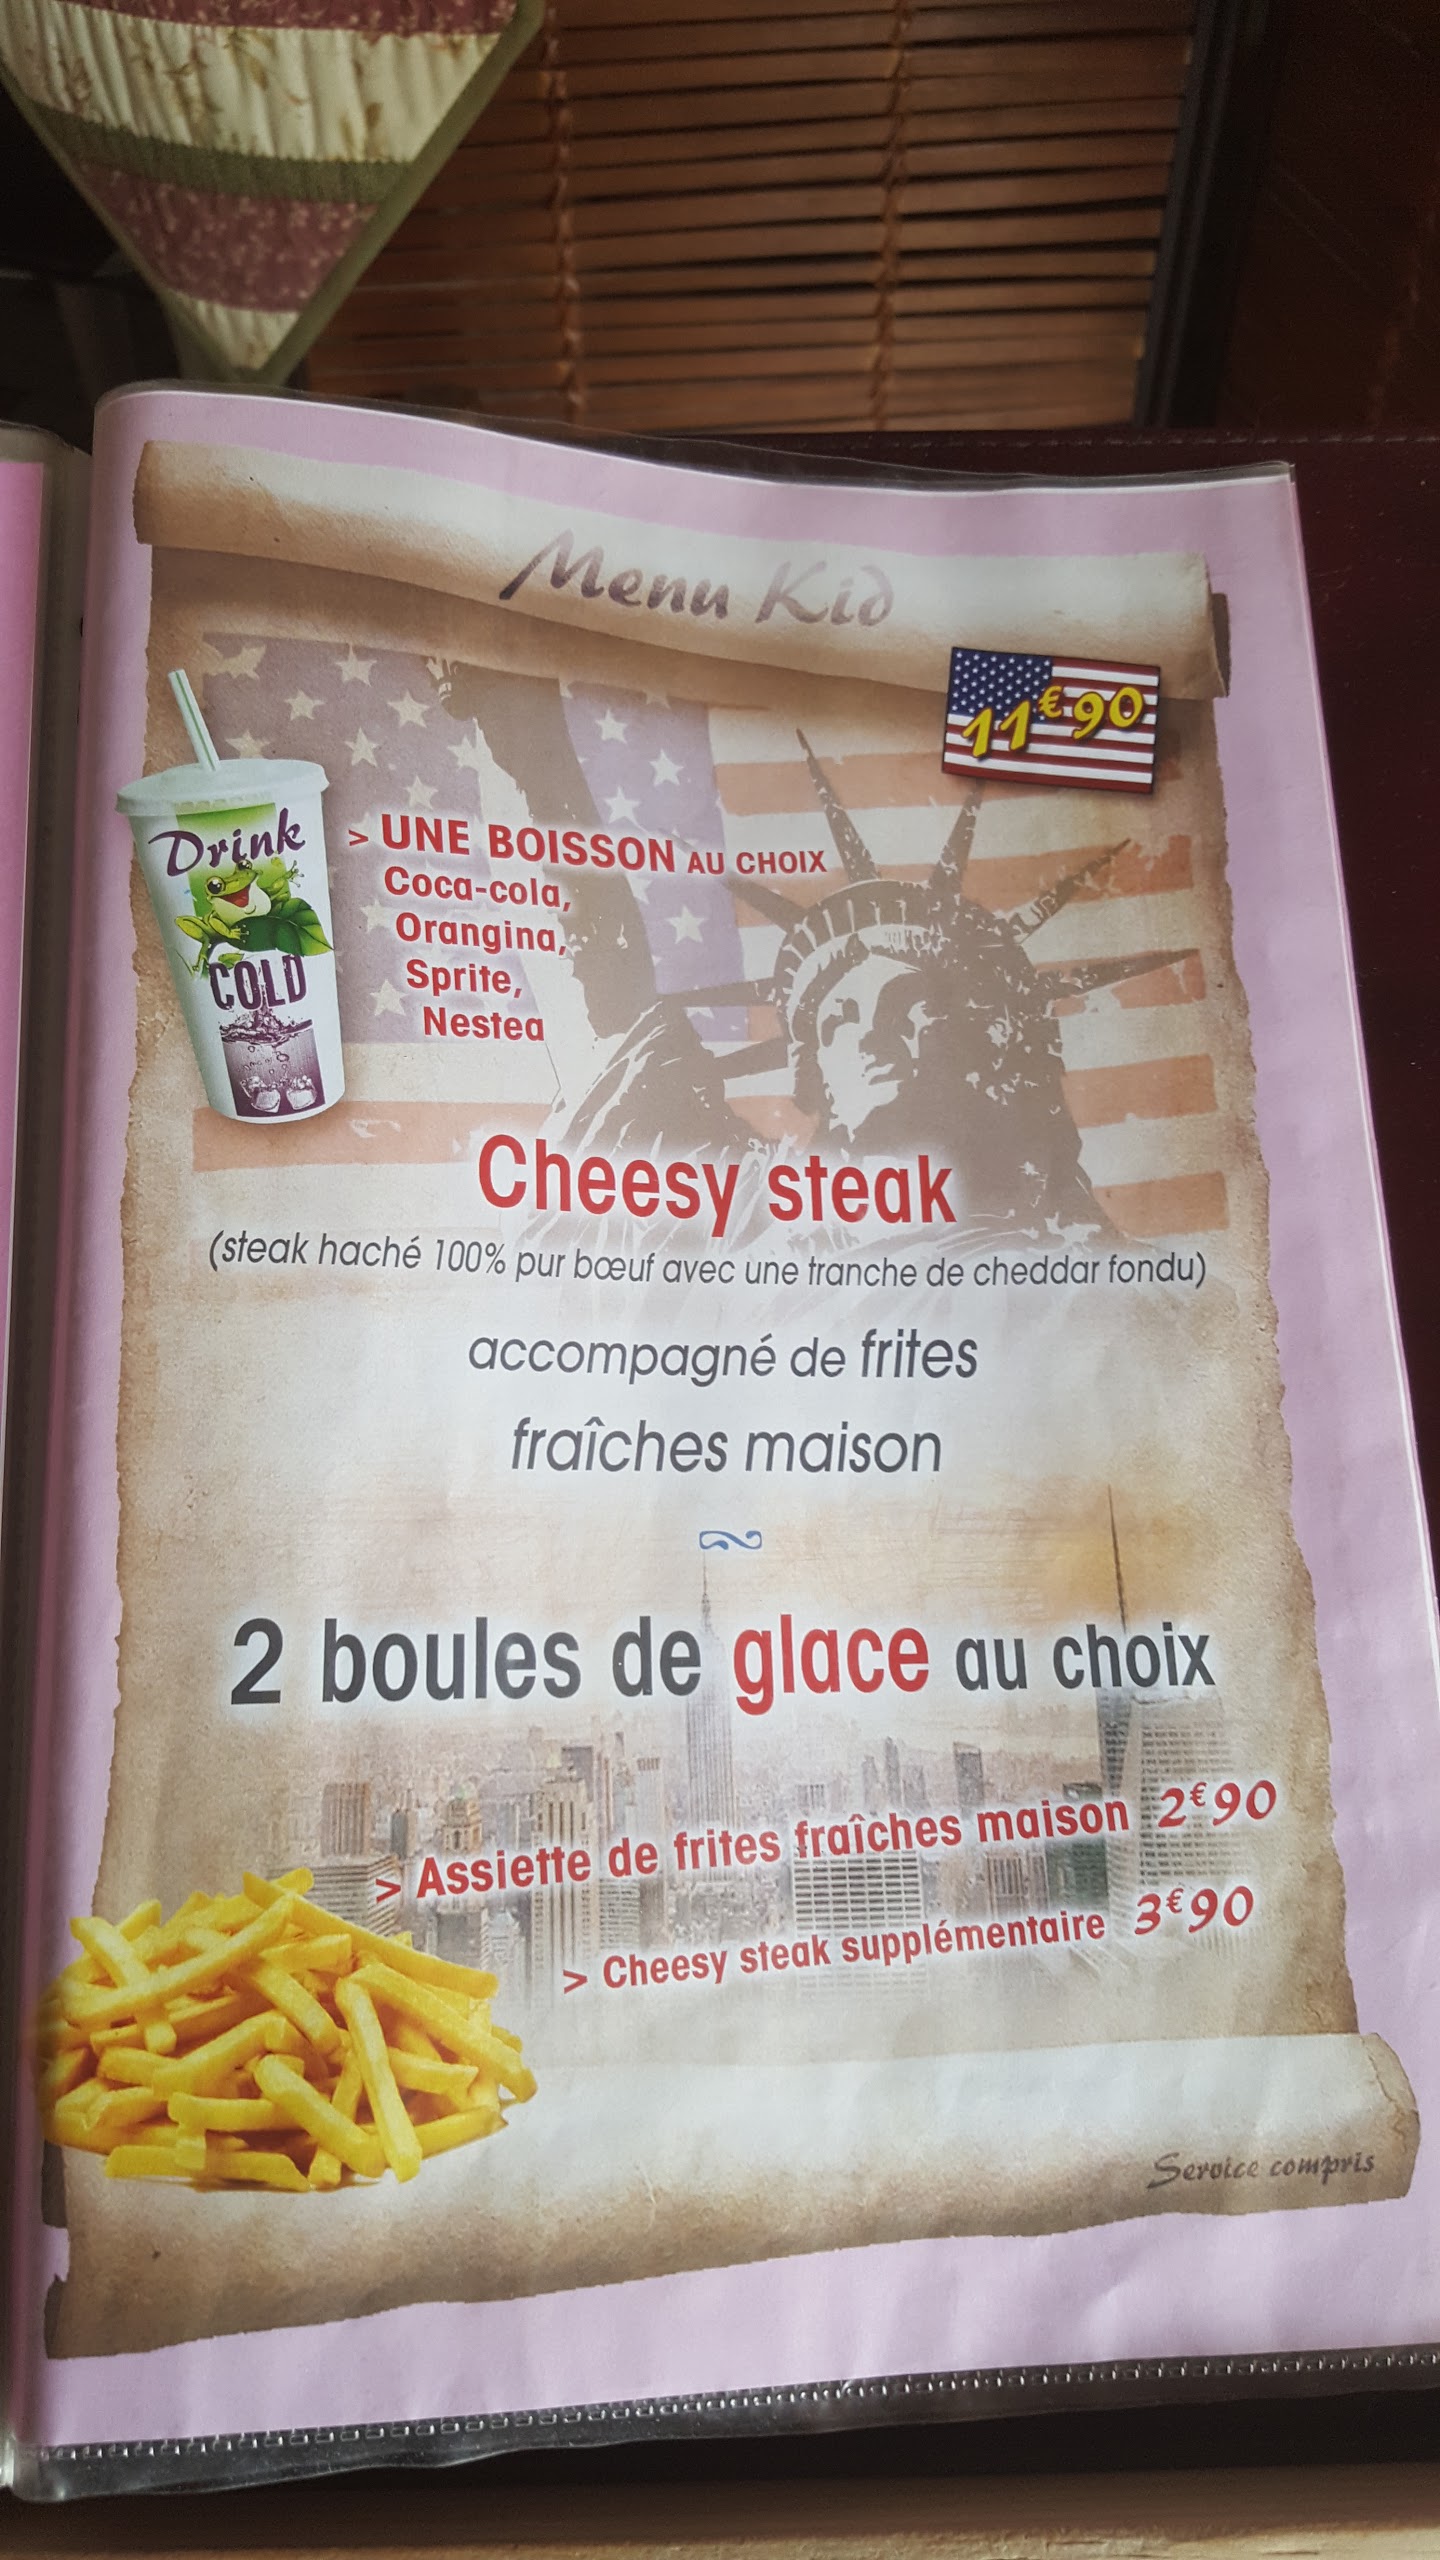 Menu Kid
11€90
Drink
COLD
> UNE BOISSON AU CHOIX
Coca-cola,
Orangina,
Sprite,
Nestea
Cheesy steak
(steak haché 100% pur bœuf avec une tranche de cheddar fondu)
accompagné de frites
fraîches maison
2 boules de glace au choix
> Assiette de frites fraîches maison 2€90
> Cheesy steak supplémentaire 3€90
Service compris